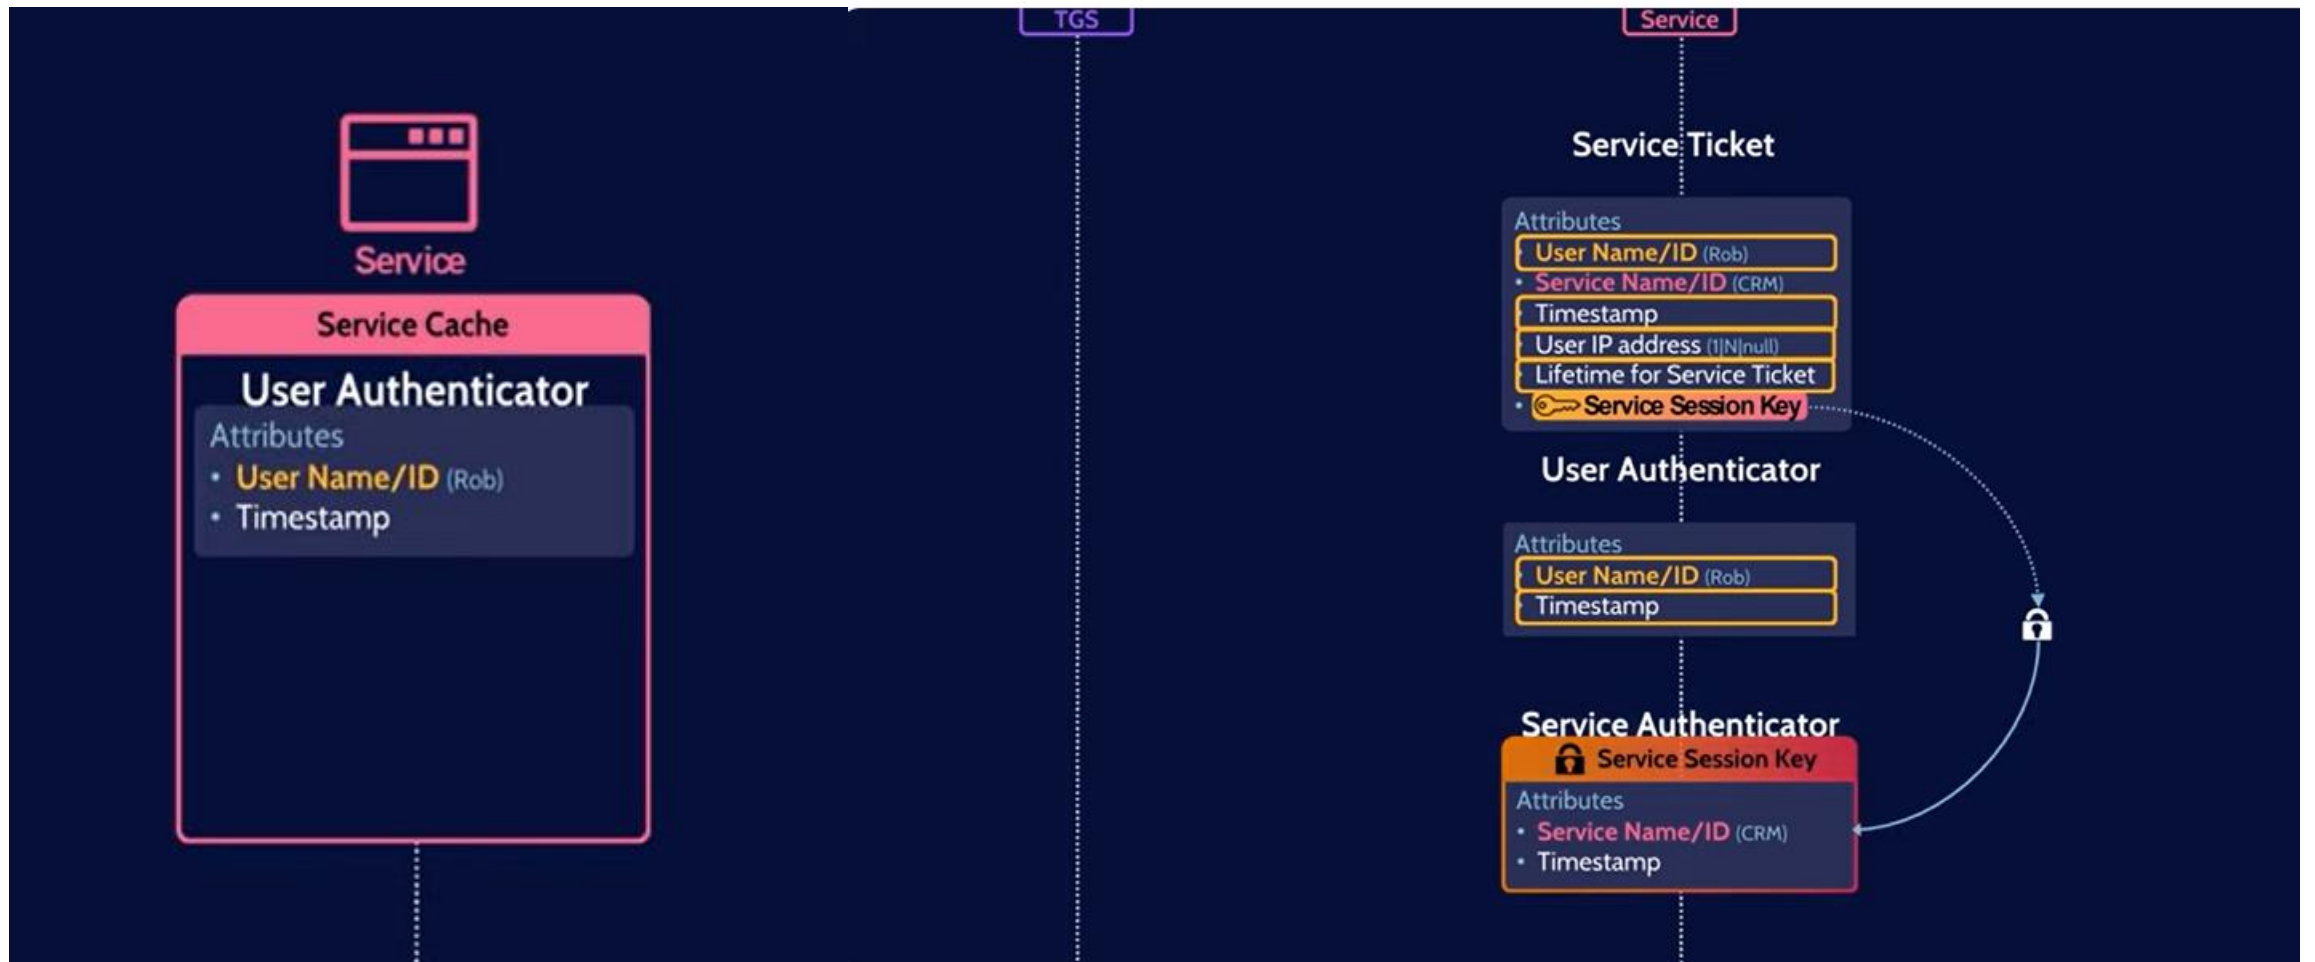 Service
Service Cache
User Authenticator
Attributes
• User Name/ID (Rob)
• Timestamp
TGS
Service
Service Ticket
Attributes
• User Name/ID (Rob)
• Service Name/ID (CRM)
• Timestamp
• User IP address (1|N|null)
• Lifetime for Service Ticket
• Service Session Key
User Authenticator
Attributes
• User Name/ID (Rob)
• Timestamp
Service Authenticator
Service Session Key
Attributes
• Service Name/ID (CRM)
• Timestamp